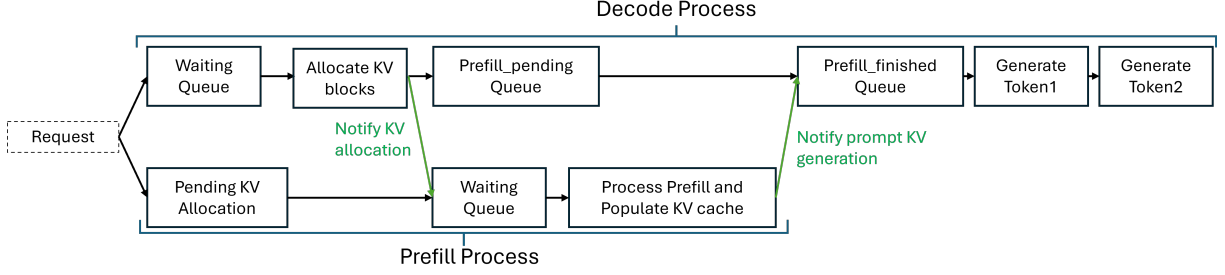 Decode Process
Waiting
Queue
Allocate KV
blocks
Prefill_pending
Queue
Prefill_finished
Queue
Generate
Token1
Generate
Token2
Request
Notify KV
allocation
Notify prompt KV
generation
Pending KV
Allocation
Waiting
Queue
Process Prefill and
Populate KV cache
Prefill Process